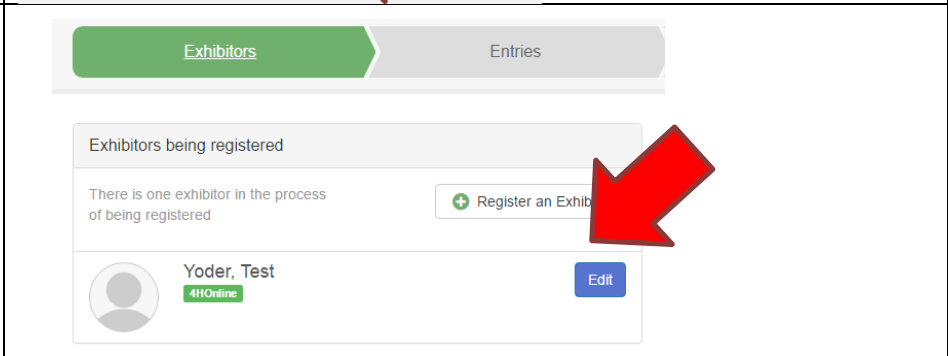 Exhibitors
Entries
Exhibitors being registered
There is one exhibitor in the process
of being registered
Register an Exhib
Yoder, Test
4HOnline
Edit